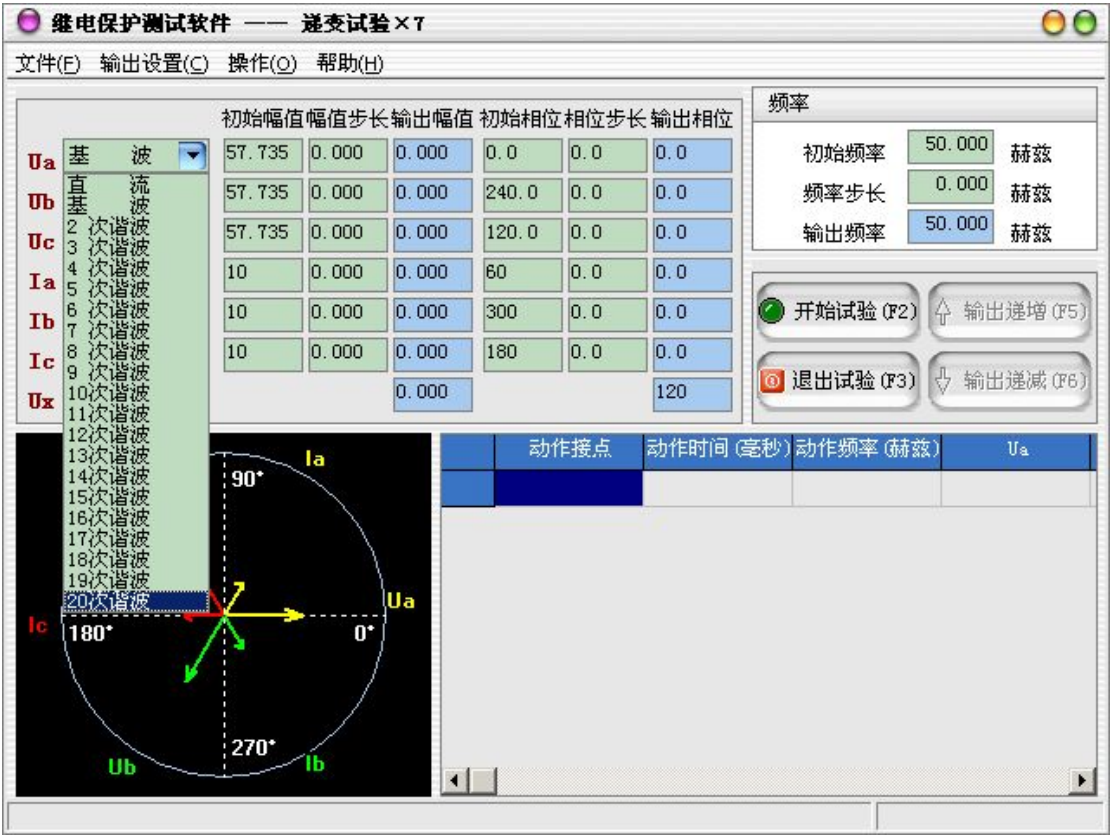 继电保护测试软件 —— 递变试验×7
文件(F) 输出设置(C) 操作(O) 帮助(H)
初始幅值 幅值步长 输出幅值 初始相位 相位步长 输出相位
Ua 基 波 57.735 0.000 0.000 0.0 0.0 0.0
Ub 57.735 0.000 0.000 240.0 0.0 0.0
Uc 57.735 0.000 0.000 120.0 0.0 0.0
Ia 10 0.000 0.000 60 0.0 0.0
Ib 10 0.000 0.000 300 0.0 0.0
Ic 10 0.000 0.000 180 0.0 0.0
Ux 0.000 120
直 流
基 波
2 次谐波
3 次谐波
4 次谐波
5 次谐波
6 次谐波
7 次谐波
8 次谐波
9 次谐波
10次谐波
11次谐波
12次谐波
13次谐波
14次谐波
15次谐波
16次谐波
17次谐波
18次谐波
19次谐波
20次谐波
频率
初始频率 50.000 赫兹
频率步长 0.000 赫兹
输出频率 50.000 赫兹
开始试验(F2) 输出递增(F5)
退出试验(F3) 输出递减(F6)
Ia
90°
Ua
Ic
180° 0°
270°
Ub Ib
动作接点 动作时间(毫秒) 动作频率(赫兹) Ua